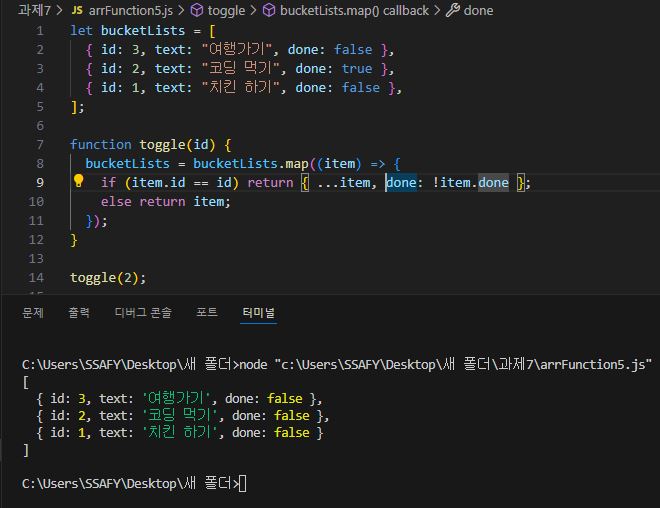 과제7 > JS arrFunction5.js > toggle > bucketLists.map() callback > done
1 let bucketLists = [
2 { id: 3, text: "여행가기", done: false },
3 { id: 2, text: "코딩 먹기", done: true },
4 { id: 1, text: "치킨 하기", done: false },
5 ];
6
7 function toggle(id) {
8 bucketLists = bucketLists.map((item) => {
9 if (item.id == id) return { ...item, done: !item.done };
10 else return item;
11 });
12 }
13
14 toggle(2);
문제 출력 디버그 콘솔 포트 터미널
C:\Users\SSAFY\Desktop\새 폴더>node "c:\Users\SSAFY\Desktop\새 폴더\과제7\arrFunction5.js"
[
{ id: 3, text: '여행가기', done: false },
{ id: 2, text: '코딩 먹기', done: false },
{ id: 1, text: '치킨 하기', done: false }
]
C:\Users\SSAFY\Desktop\새 폴더>